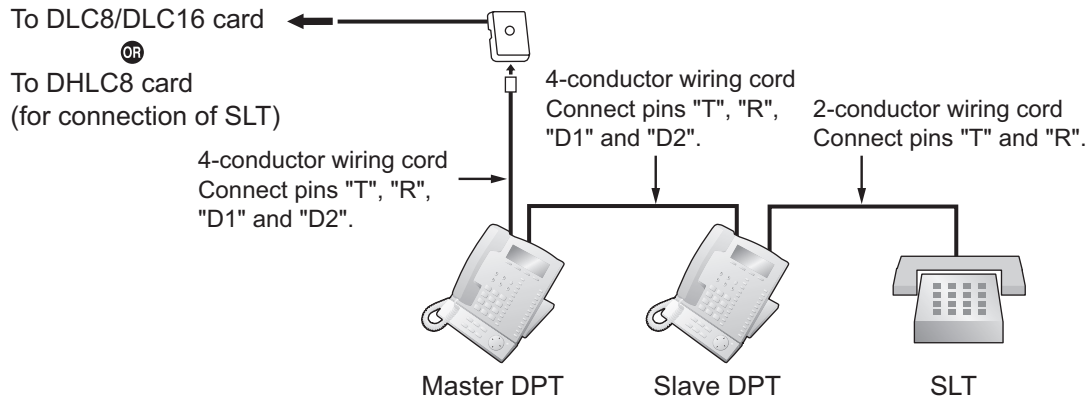 To DLC8/DLC16 card
OR
To DHLC8 card
(for connection of SLT)
4-conductor wiring cord
Connect pins "T", "R",
"D1" and "D2".
4-conductor wiring cord
Connect pins "T", "R",
"D1" and "D2".
2-conductor wiring cord
Connect pins "T" and "R".
Master DPT
Slave DPT
SLT